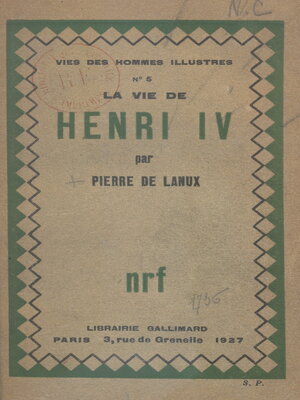 N.C
VIES DES HOMMES ILLUSTRES
N° 5
LA VIE DE
HENRI IV
par
PIERRE DE LANUX
nrf
1736
LIBRAIRIE GALLIMARD
PARIS 3, rue de Grenelle 1927
S. P.